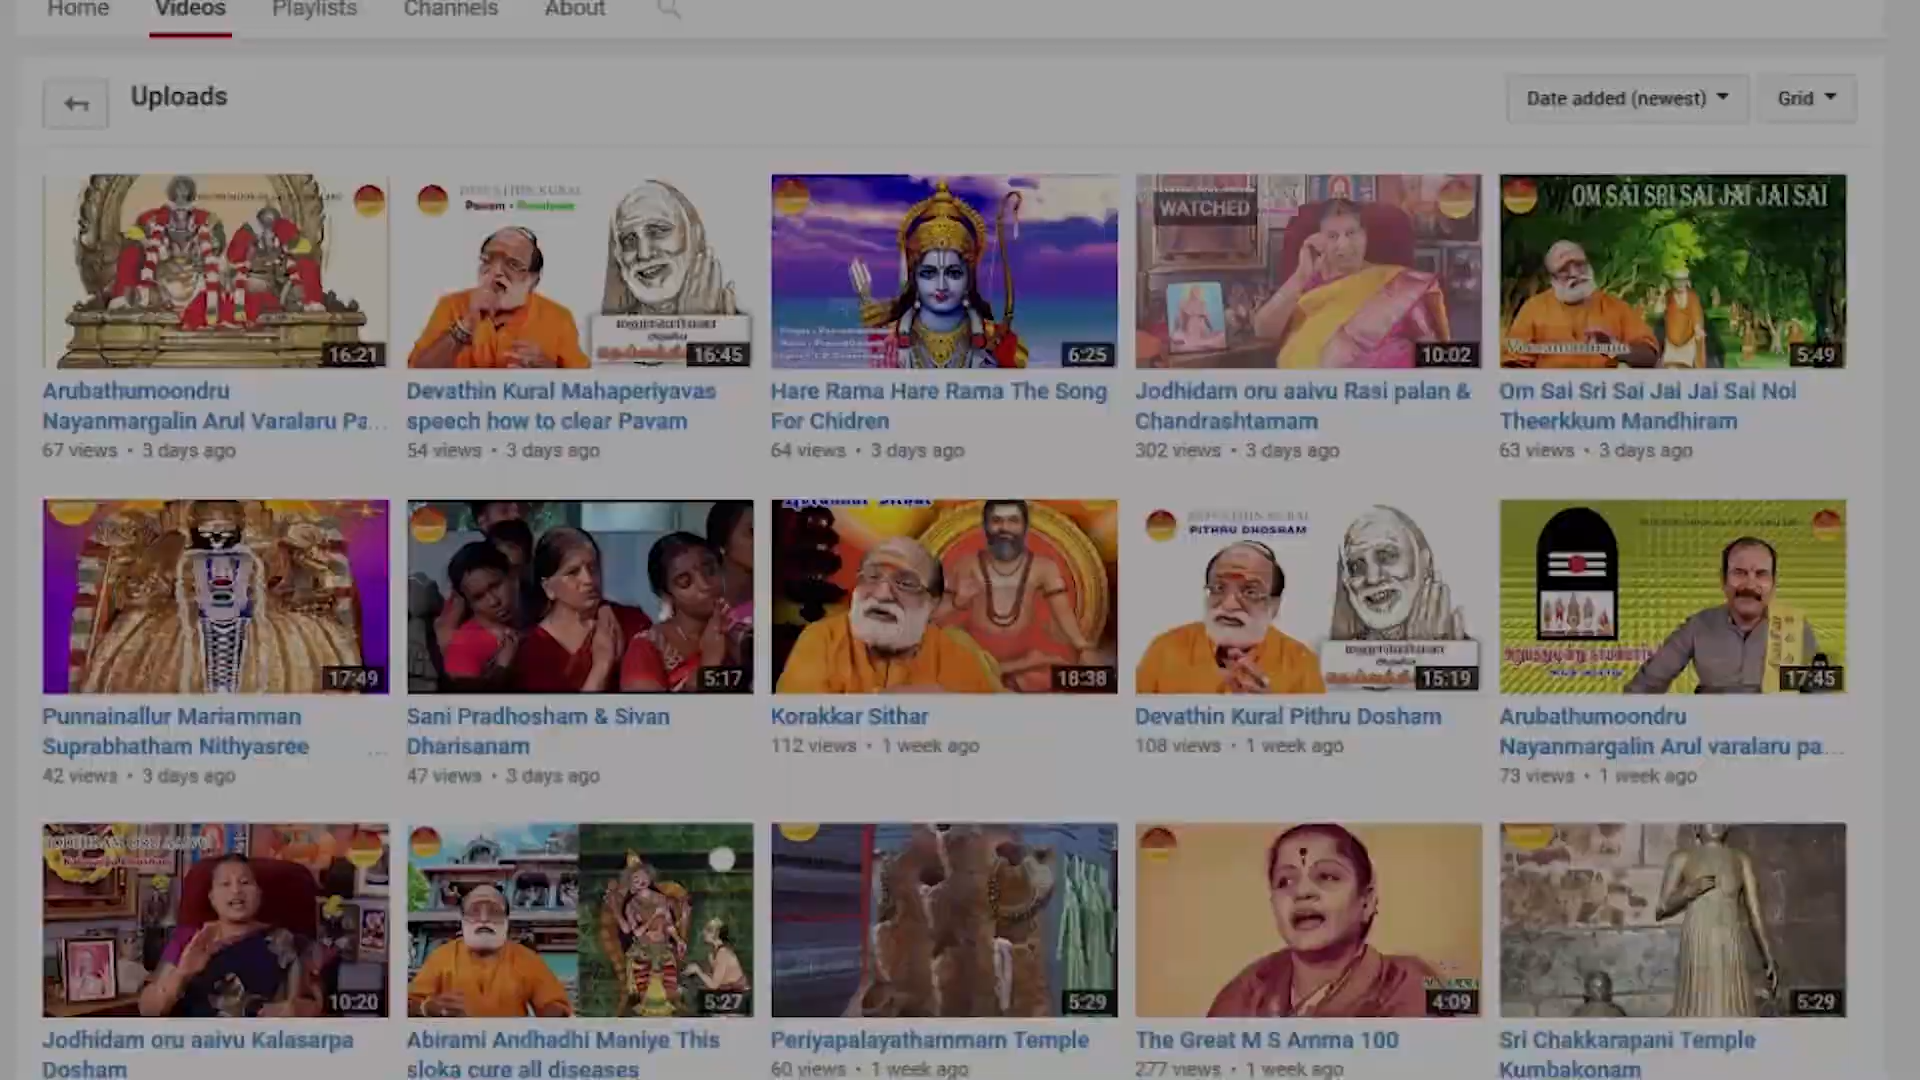 Home Videos Playlists Channels About
Uploads
Date added (newest) Grid
WATCHED
OM SAI SRI SAI JAI JAI SAI
16:21
16:45
6:25
10:02
5:49
Arubathumoondru
Nayanmargalin Arul Varalaru Pa...
67 views • 3 days ago
Devathin Kural Mahaperiyavas
speech how to clear Pavam
54 views • 3 days ago
Hare Rama Hare Rama The Song
For Chidren
64 views • 3 days ago
Jodhidam oru aaivu Rasi palan &
Chandrashtamam
302 views • 3 days ago
Om Sai Sri Sai Jai Jai Sai Noi
Theerkkum Mandhiram
63 views • 3 days ago
PITHRU DHOSHAM
17:49
5:17
18:38
15:19
17:45
Punnainallur Mariamman
Suprabhatham Nithyasree ...
42 views • 3 days ago
Sani Pradhosham & Sivan
Dharisanam
47 views • 3 days ago
Korakkar Sithar
112 views • 1 week ago
Devathin Kural Pithru Dosham
108 views • 1 week ago
Arubathumoondru
Nayanmargalin Arul varalaru pa...
73 views • 1 week ago
10:20
5:27
5:29
4:09
5:29
Jodhidam oru aaivu Kalasarpa
Dosham
Abirami Andhadhi Maniye This
sloka cure all diseases
Periyapalayathammam Temple
60 views • 1 week ago
The Great M S Amma 100
277 views • 1 week ago
Sri Chakkarapani Temple
Kumbakonam